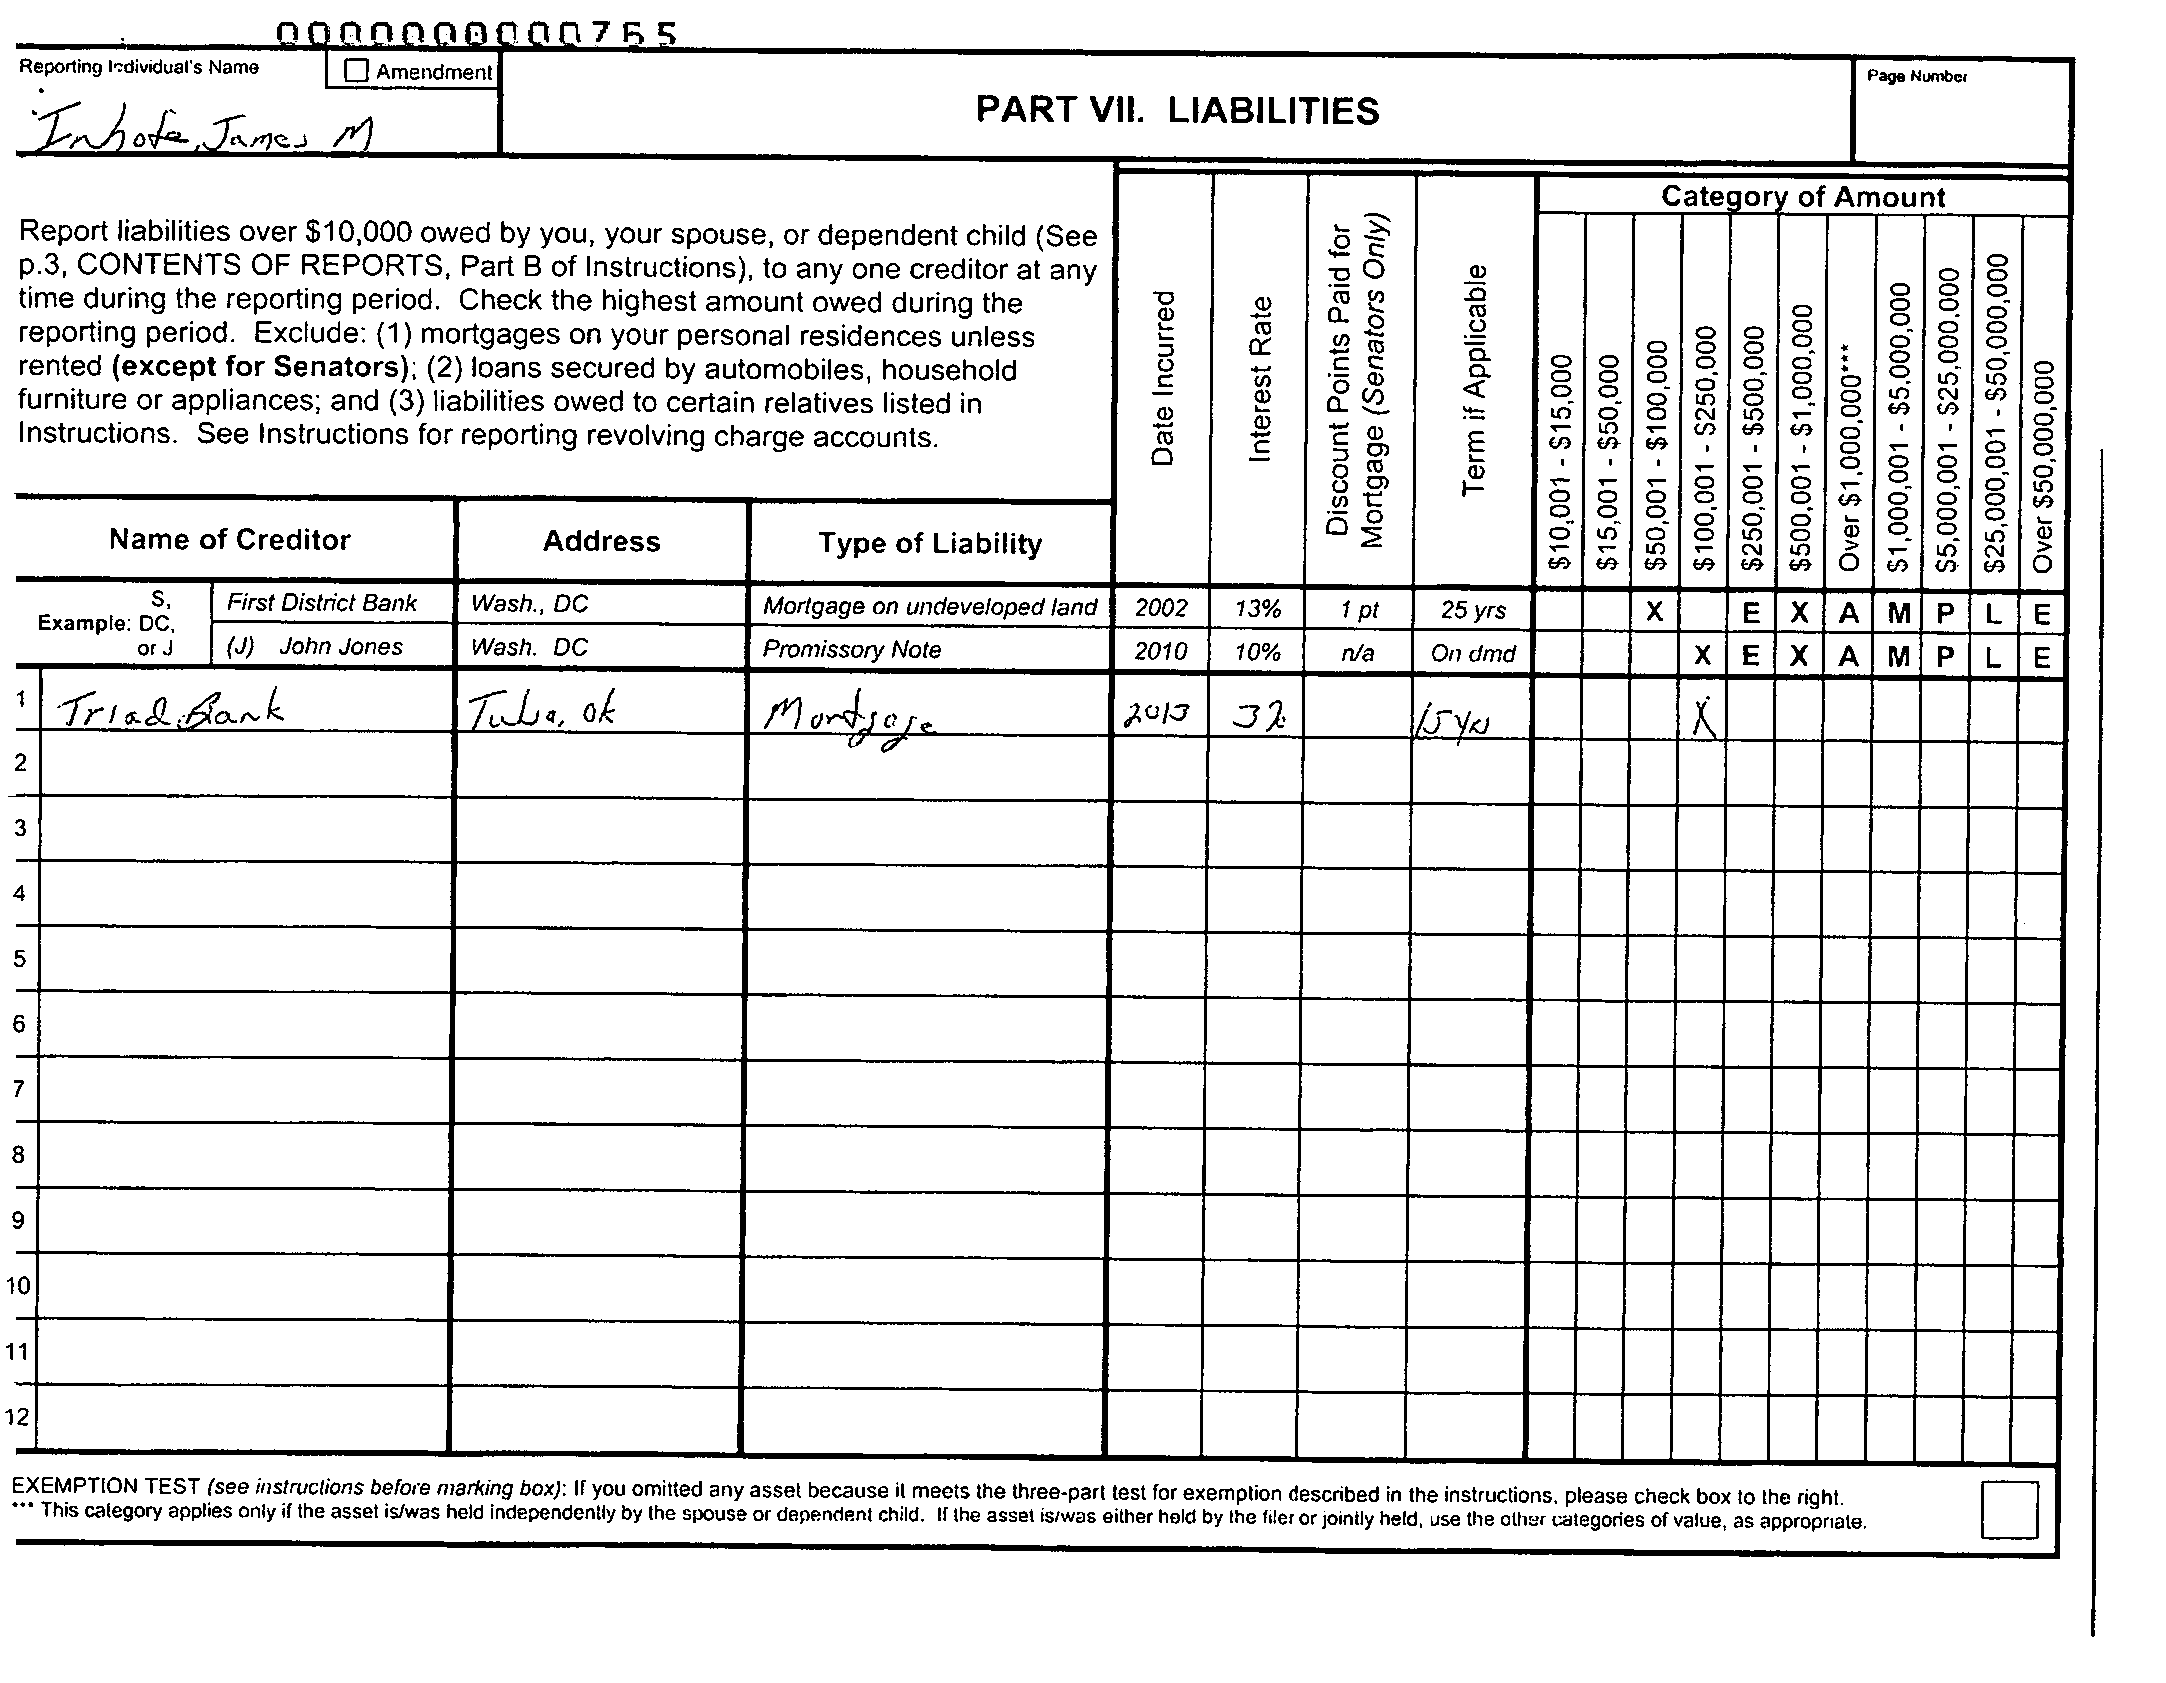 0000000000755
Reporting Individual's Name
Amendment
Inhofe, James M
PART VII. LIABILITIES
Page Number
Report liabilities over $10,000 owed by you, your spouse, or dependent child (See
p.3, CONTENTS OF REPORTS, Part B of Instructions), to any one creditor at any
time during the reporting period. Check the highest amount owed during the
reporting period. Exclude: (1) mortgages on your personal residences unless
rented (except for Senators); (2) loans secured by automobiles, household
furniture or appliances; and (3) liabilities owed to certain relatives listed in
Instructions. See Instructions for reporting revolving charge accounts.
Date Incurred
Interest Rate
Discount Points Paid for
Mortgage (Senators Only)
Term if Applicable
Category of Amount
$10,001 - $15,000
$15,001 - $50,000
$50,001 - $100,000
$100,001 - $250,000
$250,001 - $500,000
$500,001 - $1,000,000
Over $1,000,000***
$1,000,001 - $5,000,000
$5,000,001 - $25,000,000
$25,000,001 - $50,000,000
Over $50,000,000
Name of Creditor Address Type of Liability
Example: S, DC, or J
First District Bank Wash., DC Mortgage on undeveloped land 2002 13% 1 pt 25 yrs X E X A M P L E
(J) John Jones Wash. DC Promissory Note 2010 10% n/a On dmd X E X A M P L E
1 Triad Bank Tulsa, ok Mortgage 2013 3% 15 yrs X
2
3
4
5
6
7
8
9
10
11
12
EXEMPTION TEST (see instructions before marking box): If you omitted any asset because it meets the three-part test for exemption described in the instructions, please check box to the right.
*** This category applies only if the asset is/was held independently by the spouse or dependent child. If the asset is/was either held by the filer or jointly held, use the other categories of value, as appropriate.